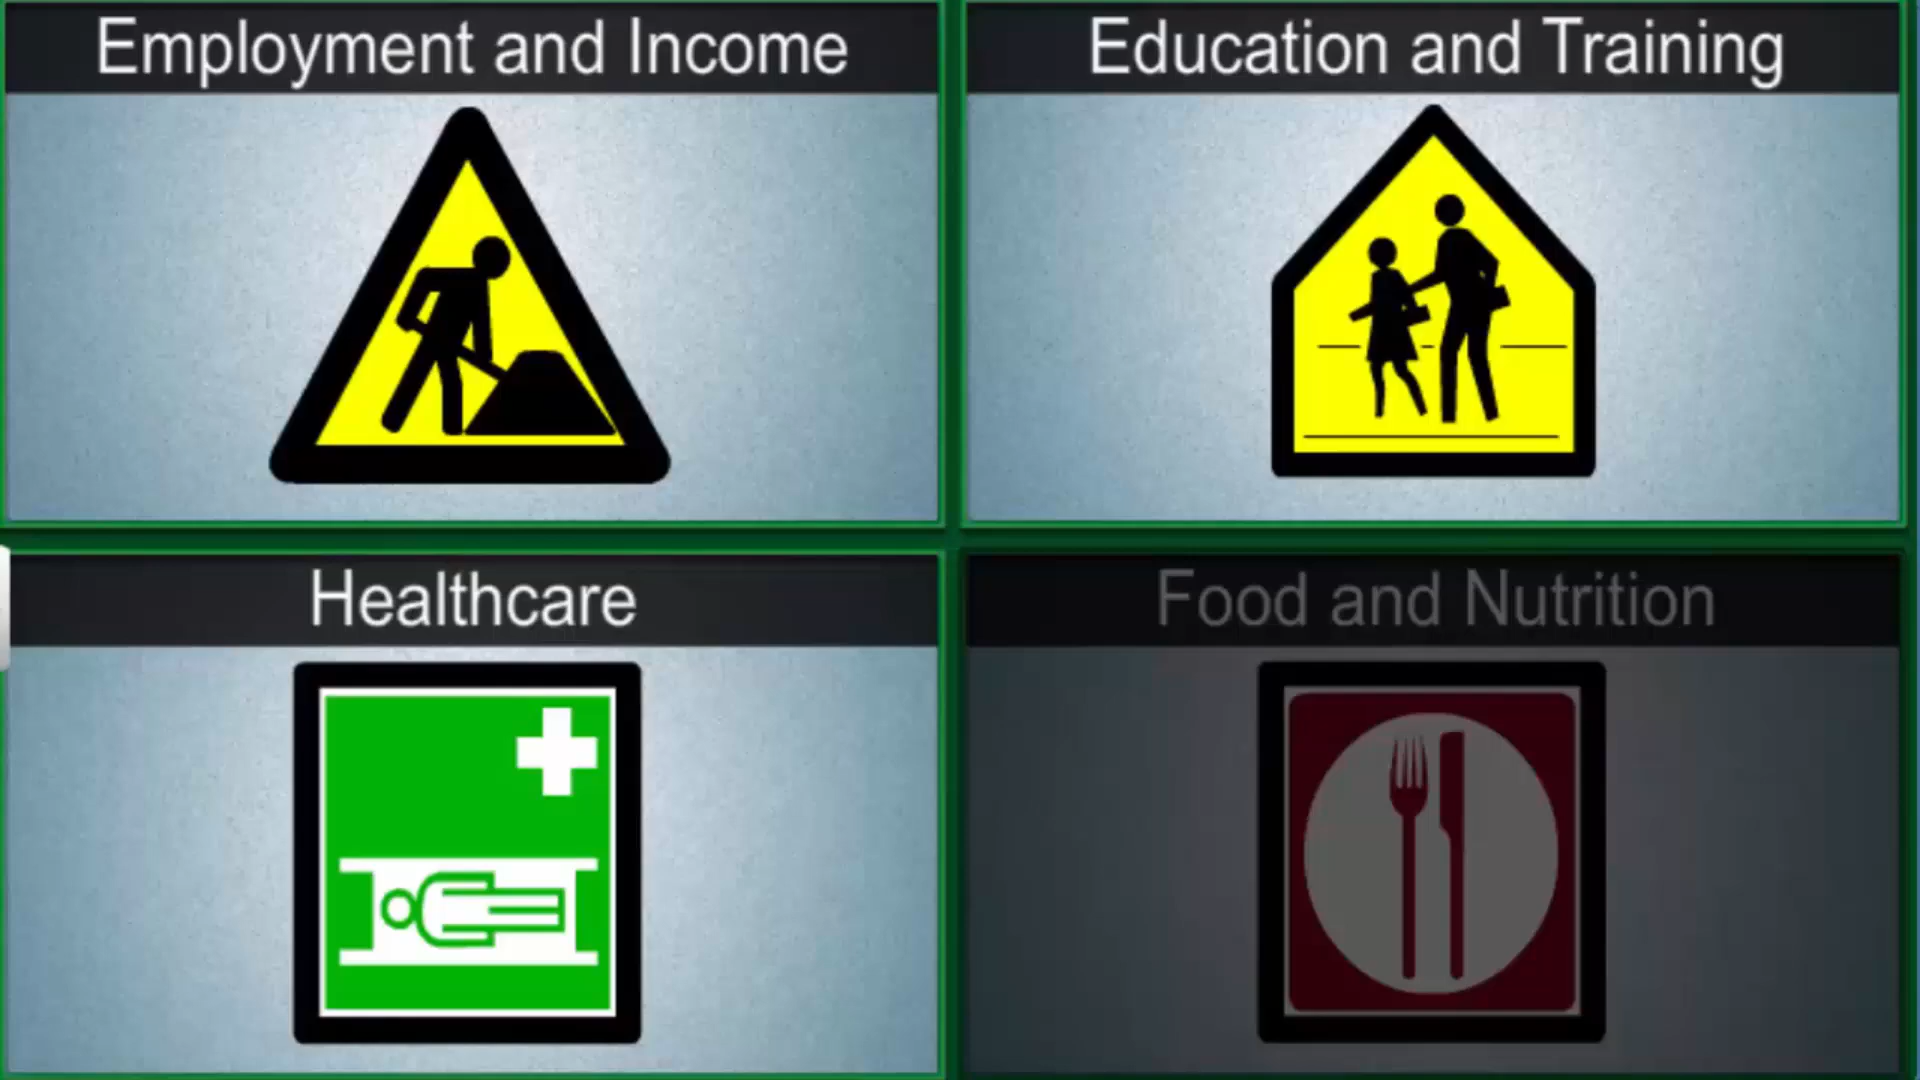 Employment and Income
Education and Training
Healthcare
Food and Nutrition